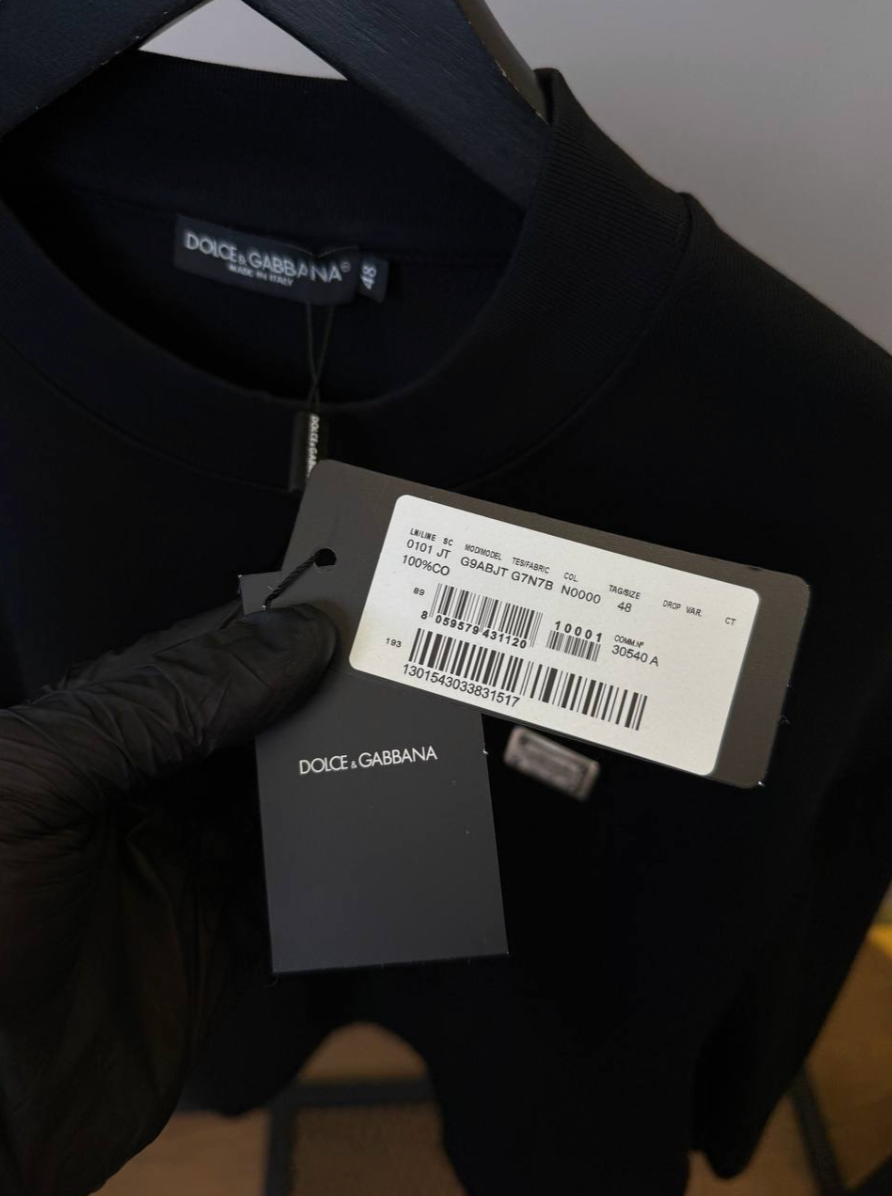 DOLCE & GABBANA®
MADE IN ITALY
48
DOLCE & GAB
LN/LINE SC MOD/MODEL TES/FABRIC COL. TAG/SIZE DROP VAR. CT
0101 JT G9ABJT G7N7B N0000 48
100%CO
89
8 059579 431120
10001
COMM.N°
30540 A
193
1301543033831517
DOLCE & GABBANA